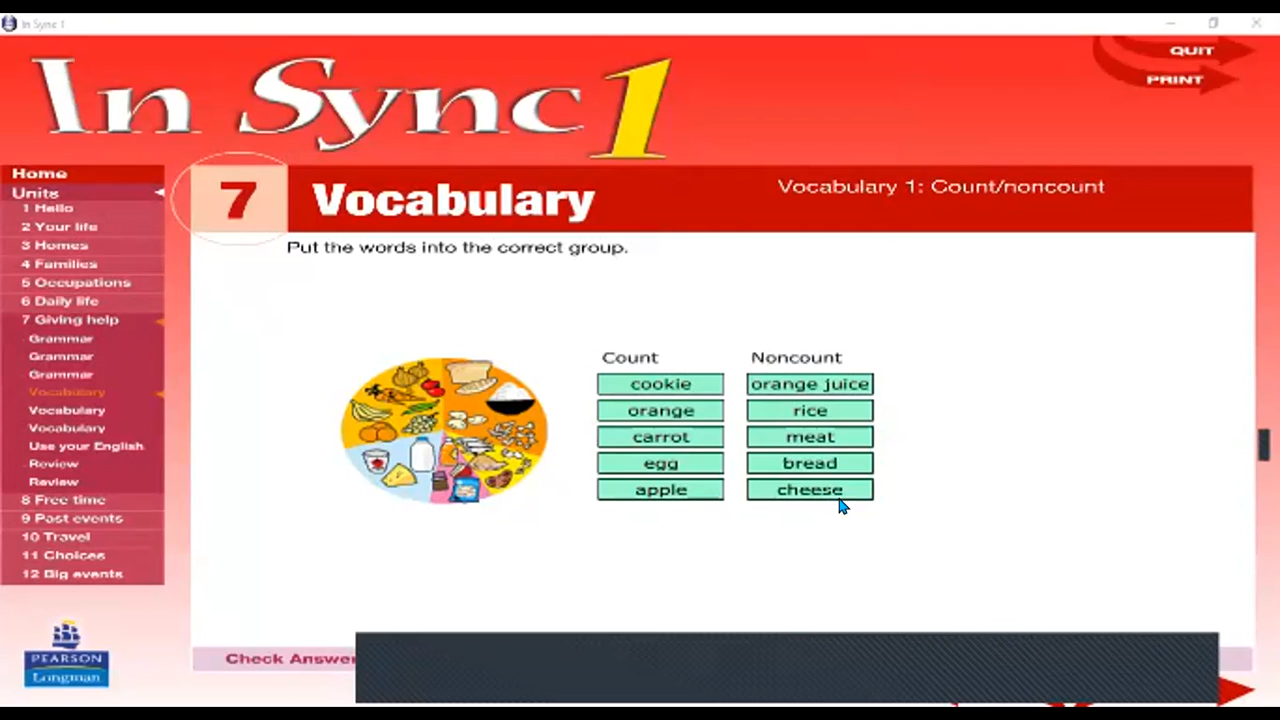 In Sync 1
QUIT
PRINT
In Sync 1
Home
Units
1 Hello
2 Your life
3 Homes
4 Families
5 Occupations
6 Daily life
7 Giving help
Grammar
Grammar
Grammar
Vocabulary
Vocabulary
Vocabulary
Use your English
Review
Review
8 Free time
9 Past events
10 Travel
11 Choices
12 Big events
PEARSON
Longman
7 Vocabulary
Vocabulary 1: Count/noncount
Put the words into the correct group.
Count Noncount
cookie orange juice
orange rice
carrot meat
egg bread
apple cheese
Check Answer